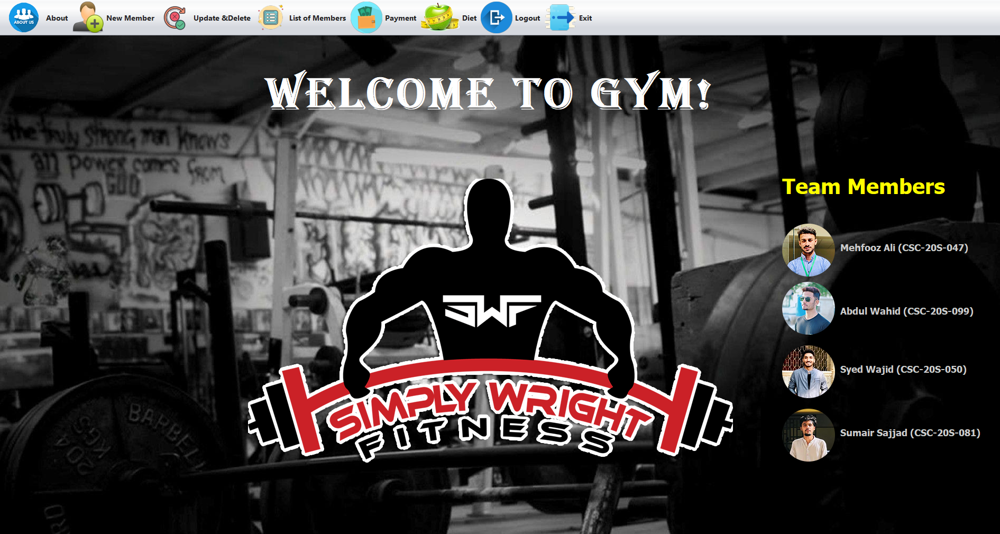 ABOUT US
About
New Member
Update &Delete
List of Members
Payment
Diet
Logout
Exit
WELCOME TO GYM!
the truly strong man knows
all power comes from
GOD
Team Members
Mehfooz Ali (CSC-20S-047)
Abdul Wahid (CSC-20S-099)
Syed Wajid (CSC-20S-050)
Sumair Sajjad (CSC-20S-081)
SWF
SIMPLY WRIGHT
FITNESS
BARBELL
20
KGS